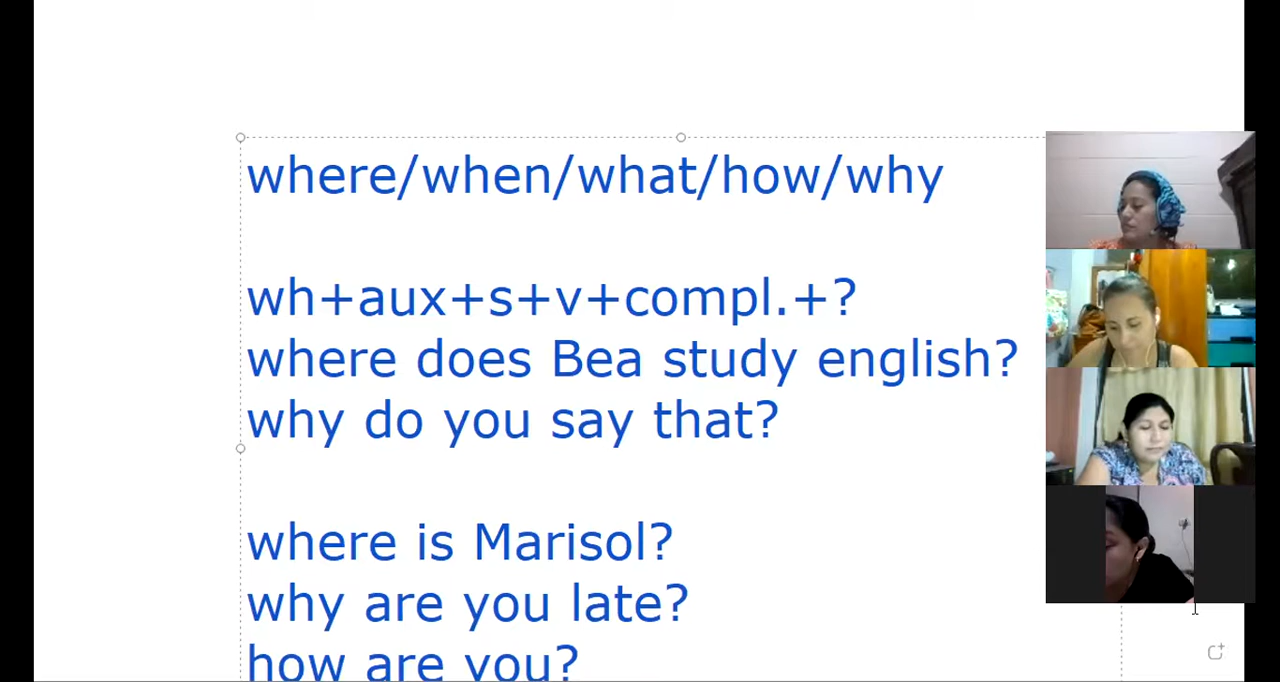 where/when/what/how/why
wh+aux+s+v+compl.+?
where does Bea study english?
why do you say that?
where is Marisol?
why are you late?
how are you?